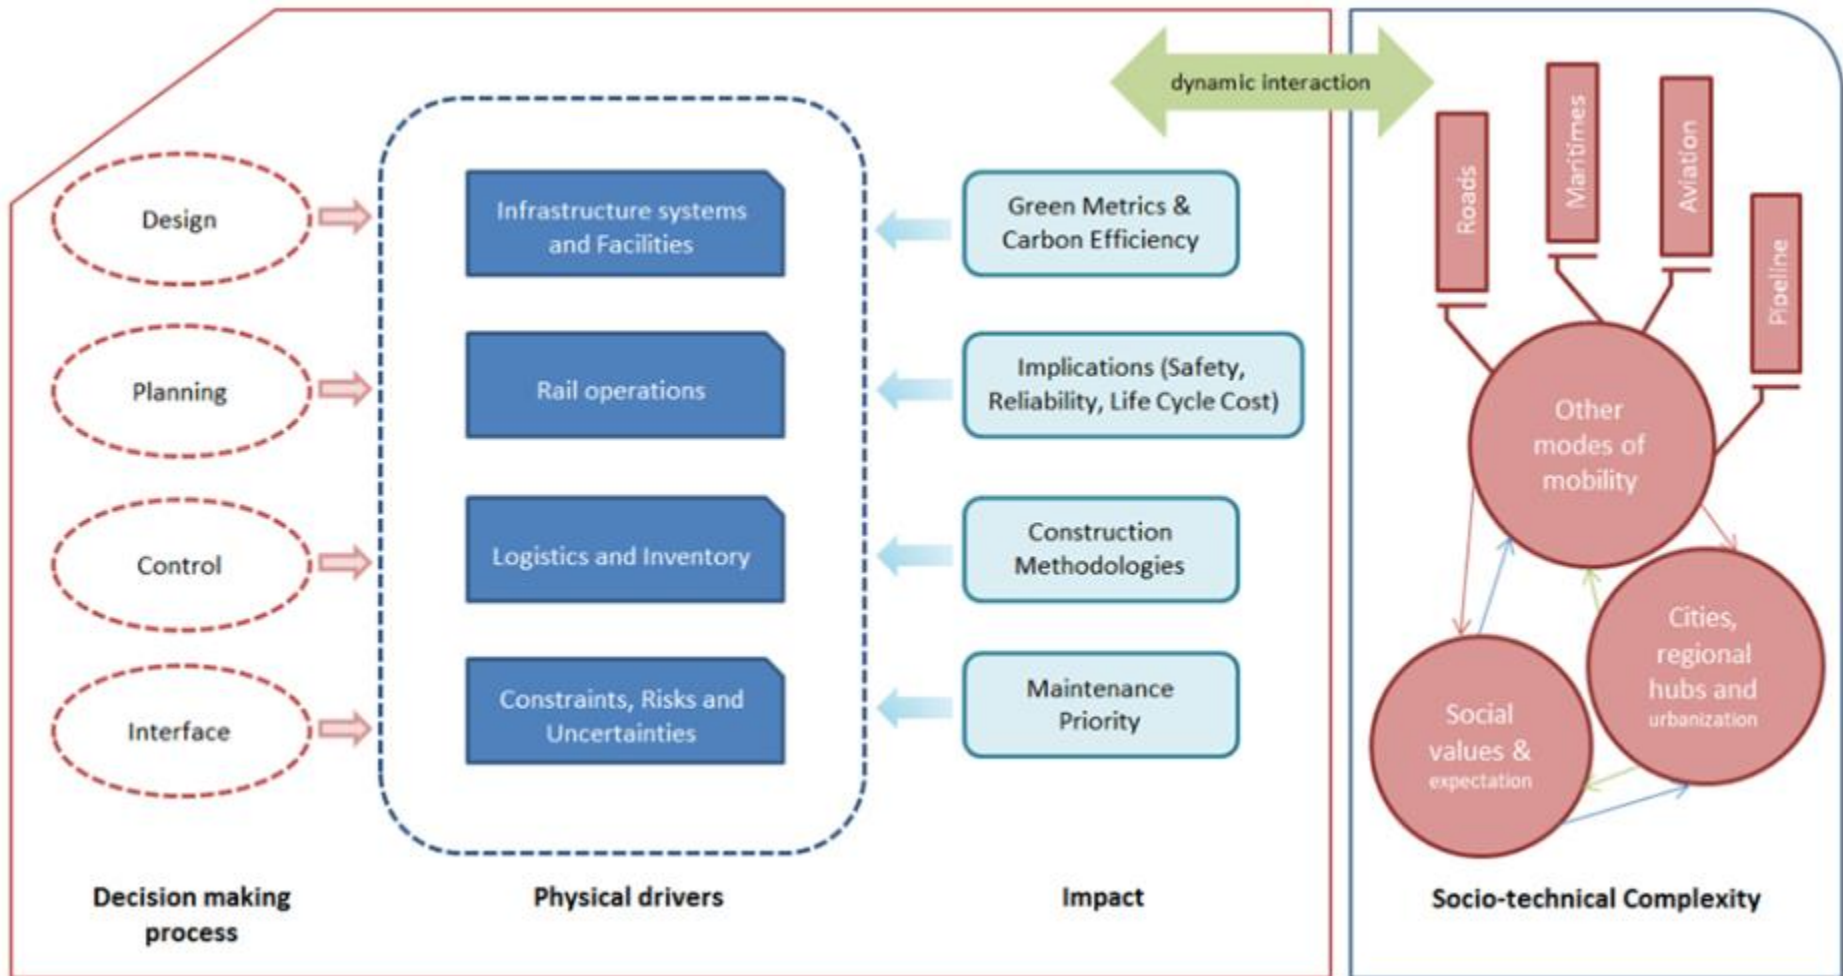 dynamic interaction
Design
Planning
Control
Interface
Decision making
process
Infrastructure systems
and Facilities
Rail operations
Logistics and Inventory
Constraints, Risks and
Uncertainties
Physical drivers
Green Metrics &
Carbon Efficiency
Implications (Safety,
Reliability, Life Cycle Cost)
Construction
Methodologies
Maintenance
Priority
Impact
Roads
Maritimes
Aviation
Pipeline
Other
modes of
mobility
Cities,
regional
hubs and
urbanization
Social
values &
expectation
Socio-technical Complexity